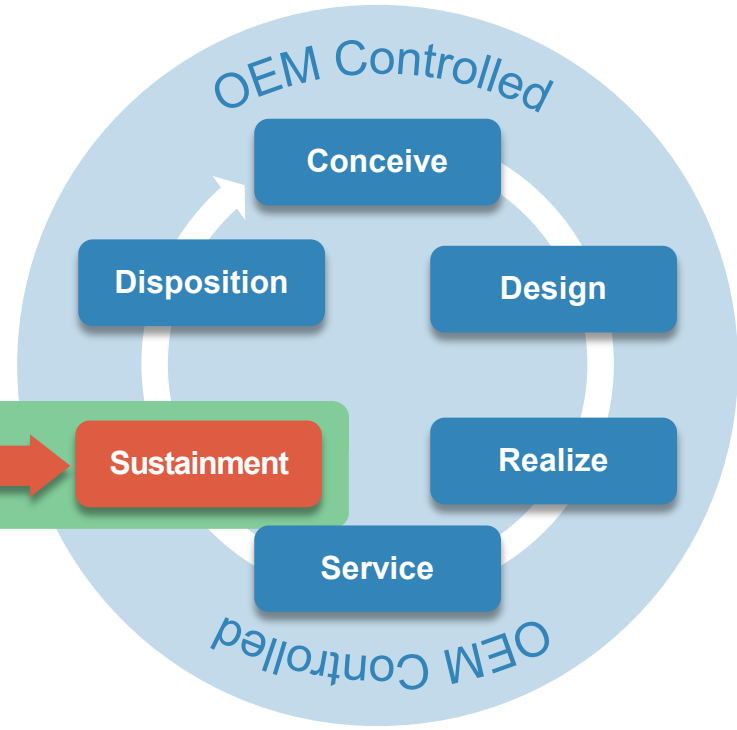 OEM Controlled
Conceive
Disposition
Design
Sustainment
Realize
Service
OEM Controlled